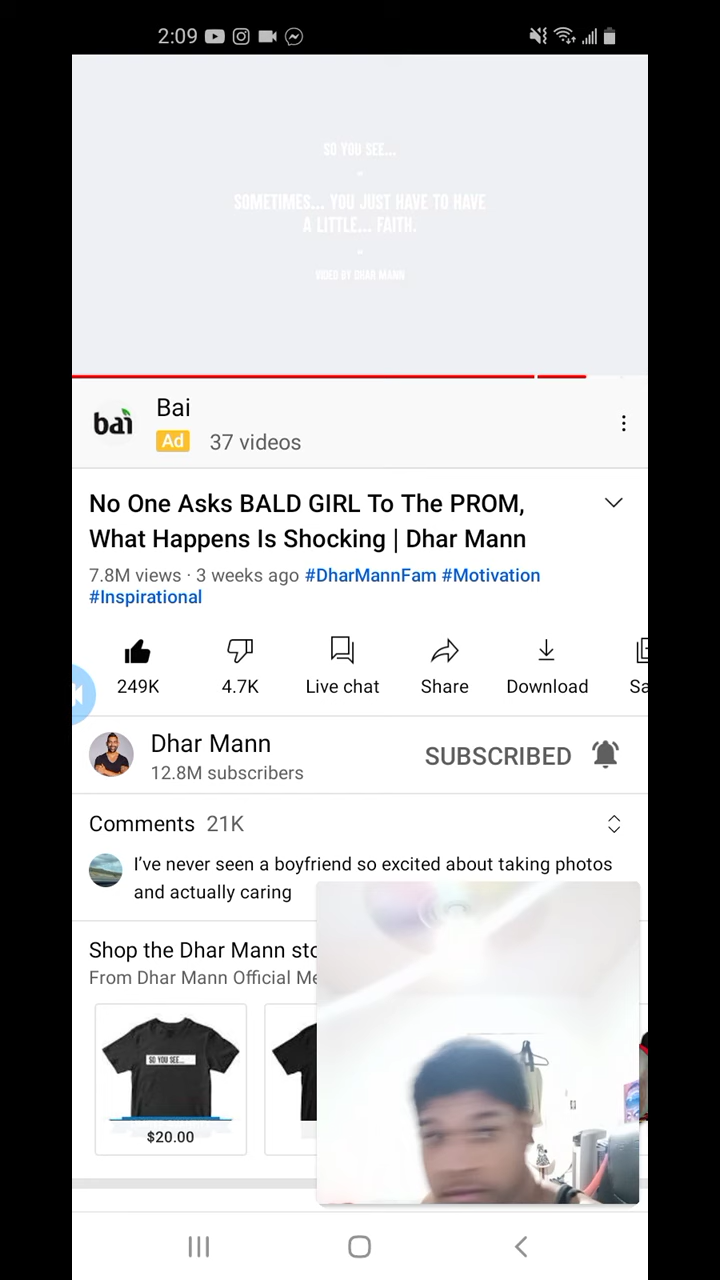 2:09
SO YOU SEE...
SOMETIMES... YOU JUST HAVE TO HAVE
A LITTLE... FAITH.
VIDEO BY DHAR MANN
bai
Bai
Ad 37 videos
No One Asks BALD GIRL To The PROM,
What Happens Is Shocking | Dhar Mann
7.8M views · 3 weeks ago #DharMannFam #Motivation
#Inspirational
249K 4.7K Live chat Share Download Sa
Dhar Mann
12.8M subscribers
SUBSCRIBED
Comments 21K
I've never seen a boyfriend so excited about taking photos
and actually caring
Shop the Dhar Mann sto
From Dhar Mann Official Me
SO YOU SEE...
$20.00